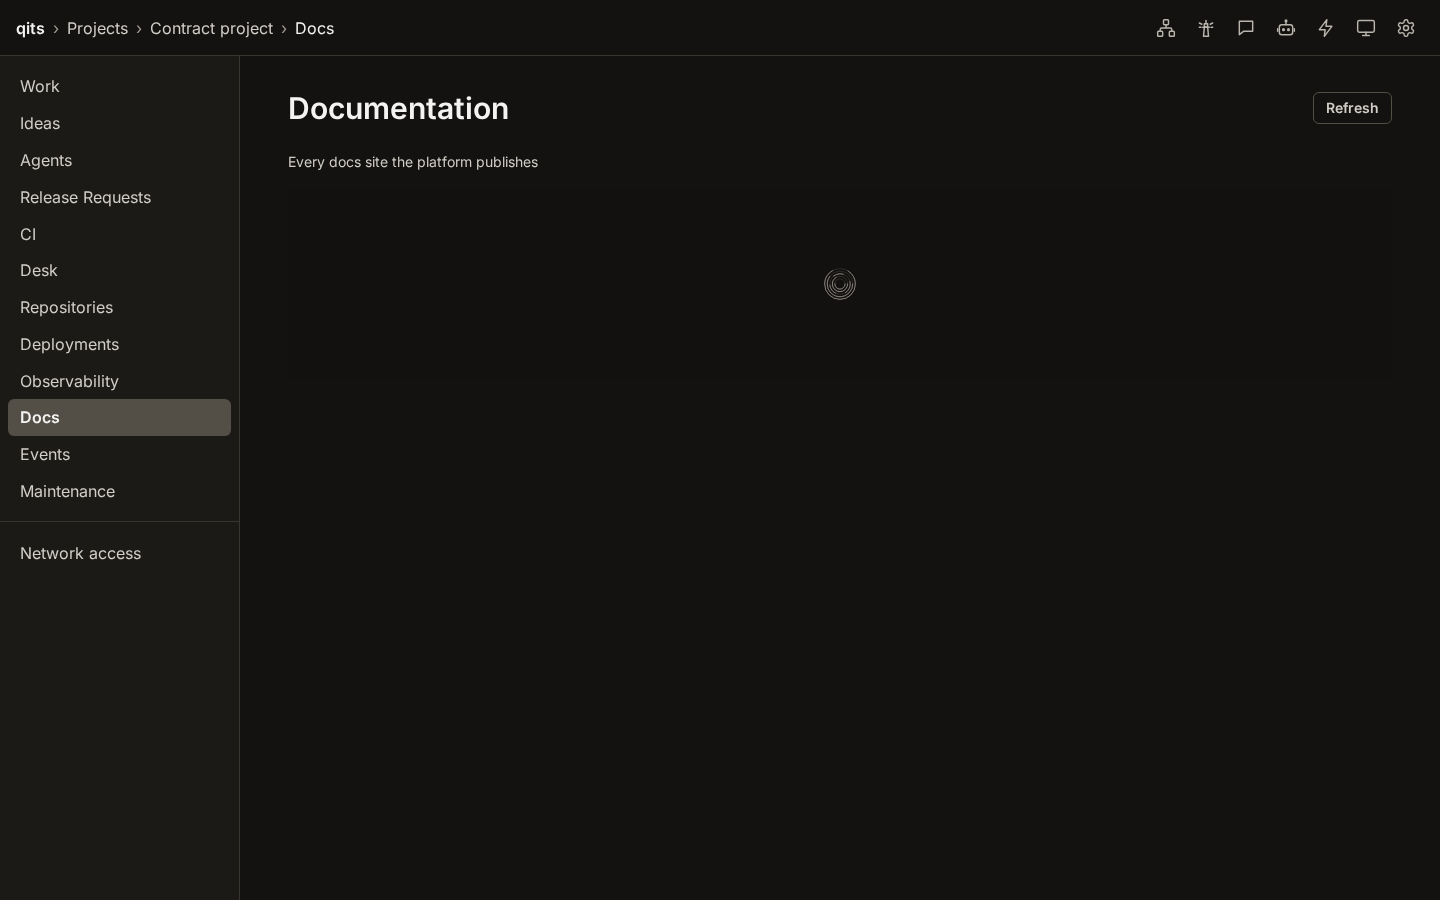 qits › Projects › Contract project › Docs
Work
Ideas
Agents
Release Requests
CI
Desk
Repositories
Deployments
Observability
Docs
Events
Maintenance
Network access
Documentation
Refresh
Every docs site the platform publishes